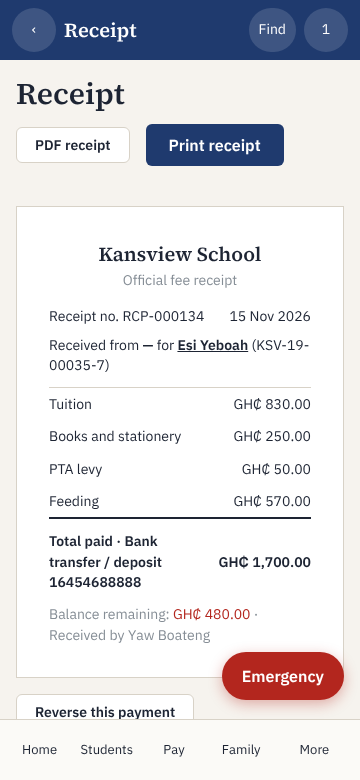 ‹ Receipt Find 1
Receipt
PDF receipt Print receipt
Kansview School
Official fee receipt
Receipt no. RCP-000134 15 Nov 2026
Received from — for Esi Yeboah (KSV-19-
00035-7)
Tuition GH₵ 830.00
Books and stationery GH₵ 250.00
PTA levy GH₵ 50.00
Feeding GH₵ 570.00
Total paid · Bank
transfer / deposit GH₵ 1,700.00
16454688888
Balance remaining: GH₵ 480.00 ·
Received by Yaw Boateng
Emergency
Reverse this payment
Home Students Pay Family More